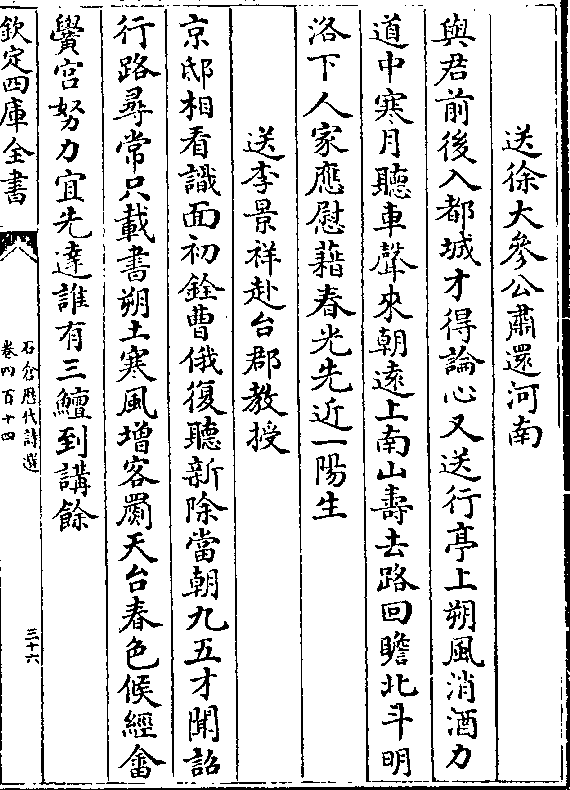 送徐大參公肅還河南
與君前後入都城才得論心又送行亭上朔風消酒力
道中寒月聽車聲來朝遠上南山壽去路回瞻北斗明
洛下人家應慰藉春光先近一陽生
送李景祥赴台郡教授
京邸相看識面初銓曹俄復聽新除當朝九五才聞詔
行路尋常只載書朔土寒風增客罽天台春色候經畬
黌宫努力宜先達誰有三鱣到講餘
欽定四庫全書
石倉歷代詩選
卷四百十四
三十六